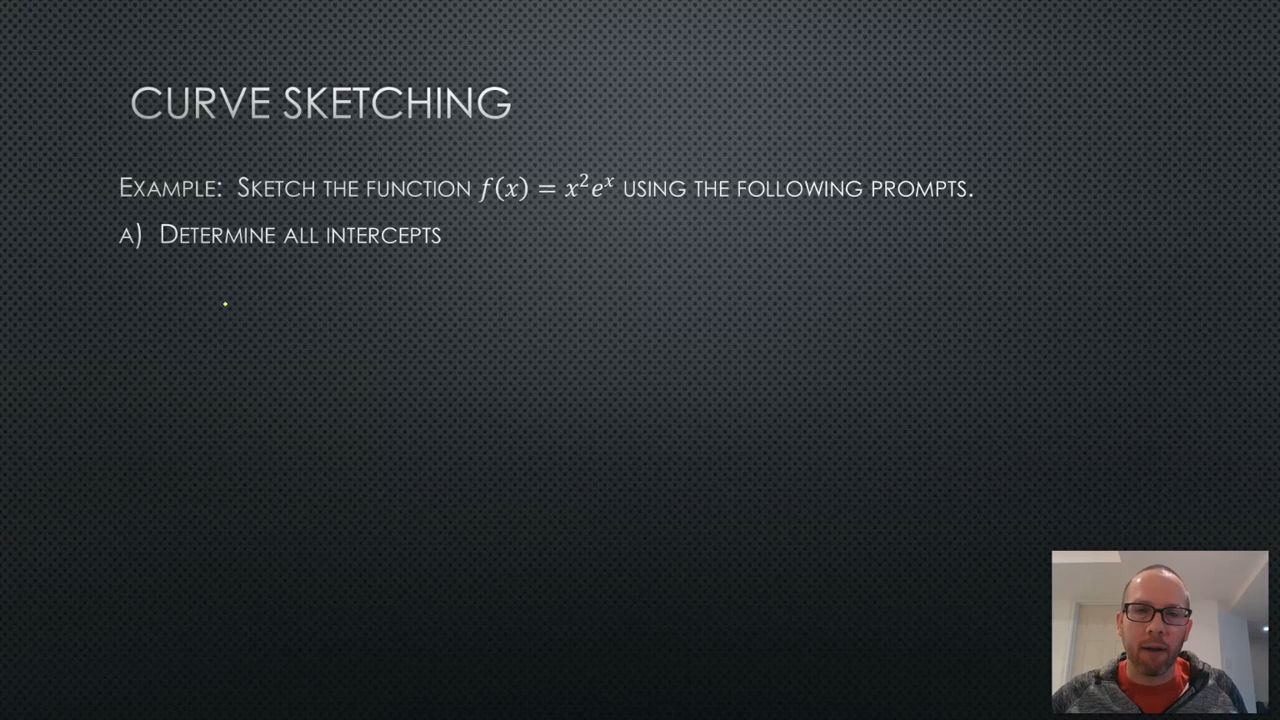 CURVE SKETCHING
EXAMPLE: SKETCH THE FUNCTION f(x) = x²eˣ USING THE FOLLOWING PROMPTS.
A) DETERMINE ALL INTERCEPTS